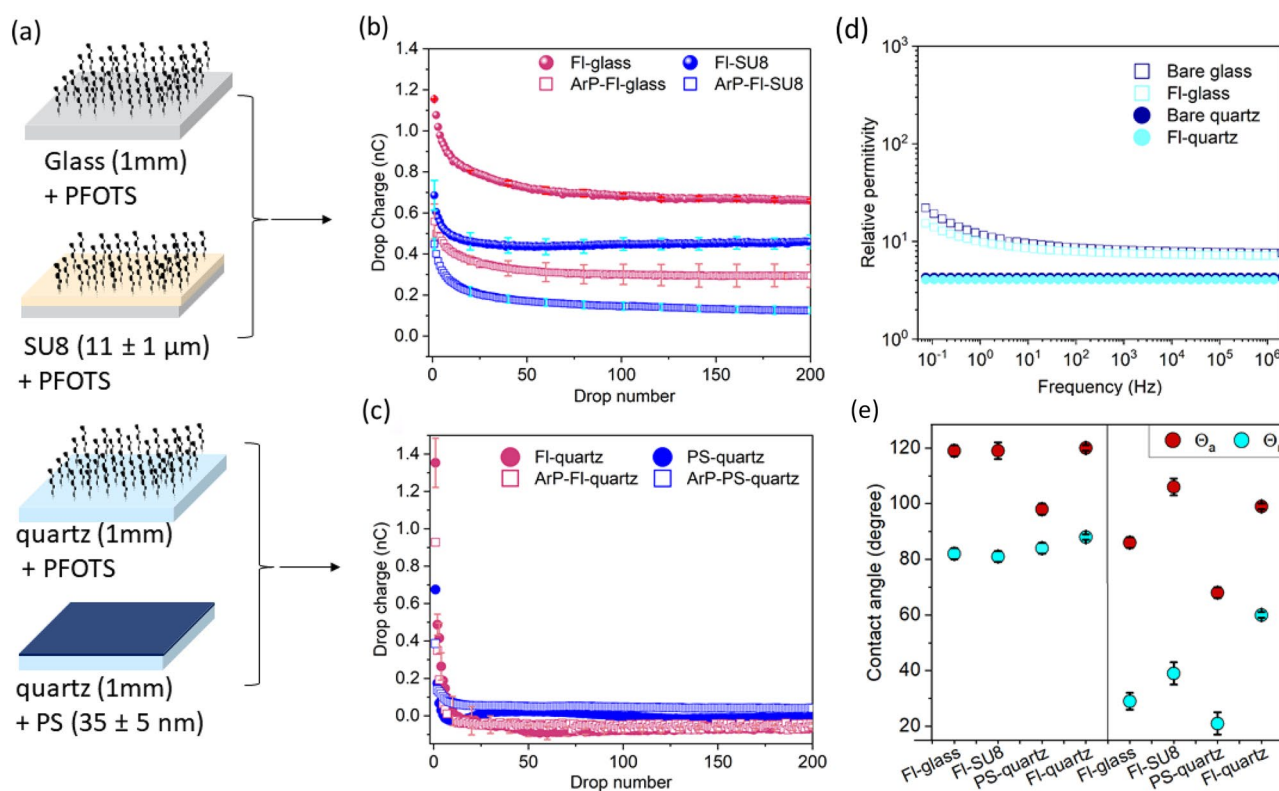 (a)
Glass (1mm)
+ PFOTS
SU8 (11 ± 1 µm)
+ PFOTS
quartz (1mm)
+ PFOTS
quartz (1mm)
+ PS (35 ± 5 nm)
(b)
1.4
1.2
1.0
0.8
0.6
0.4
0.2
0.0
Drop Charge (nC)
Fl-glass
ArP-Fl-glass
Fl-SU8
ArP-Fl-SU8
0
50
100
150
200
Drop number
(c)
1.4
1.2
1.0
0.8
0.6
0.4
0.2
0.0
Drop charge (nC)
Fl-quartz
ArP-Fl-quartz
PS-quartz
ArP-PS-quartz
0
50
100
150
200
Drop number
(d)
10³
10²
10¹
10⁰
Relative permitivity
Bare glass
Fl-glass
Bare quartz
Fl-quartz
10⁻¹
10⁰
10¹
10²
10³
10⁴
10⁵
10⁶
Frequency (Hz)
(e)
120
100
80
60
40
20
Contact angle (degree)
Θa
Θ
Fl-glass
Fl-SU8
PS-quartz
Fl-quartz
Fl-glass
Fl-SU8
PS-quartz
Fl-quartz